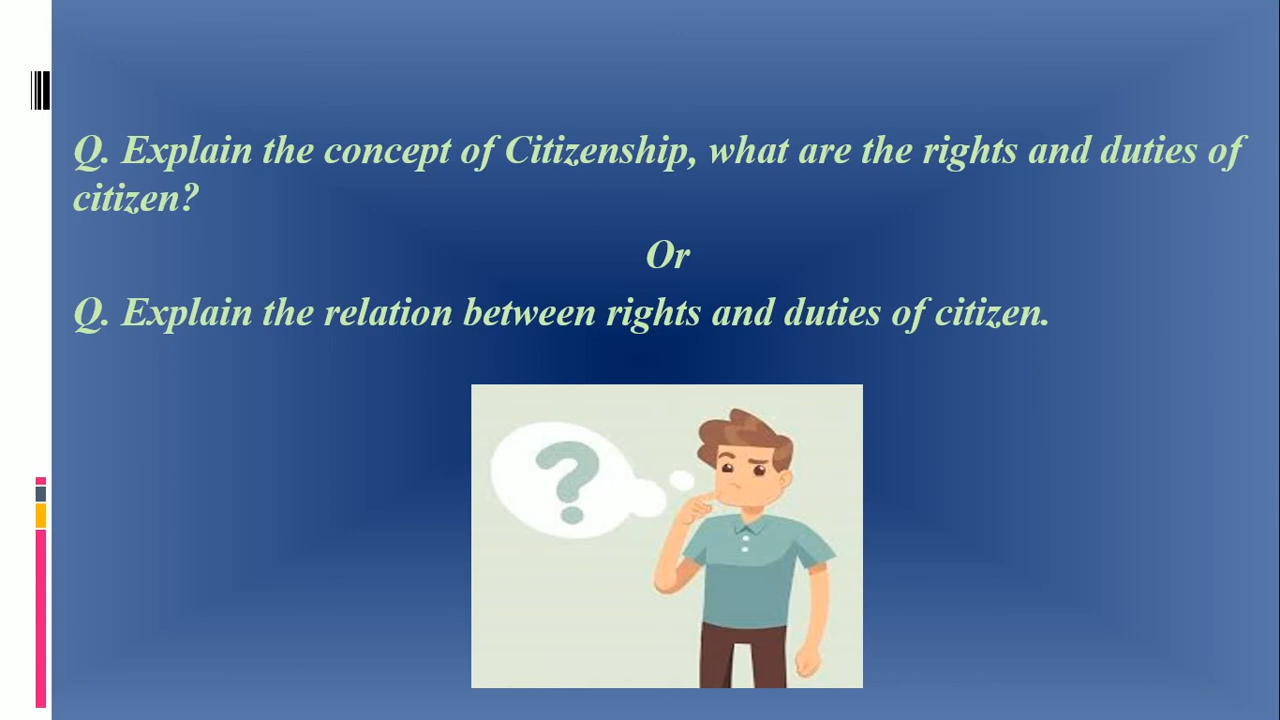 Q. Explain the concept of Citizenship, what are the rights and duties of
citizen?
Or
Q. Explain the relation between rights and duties of citizen.
?